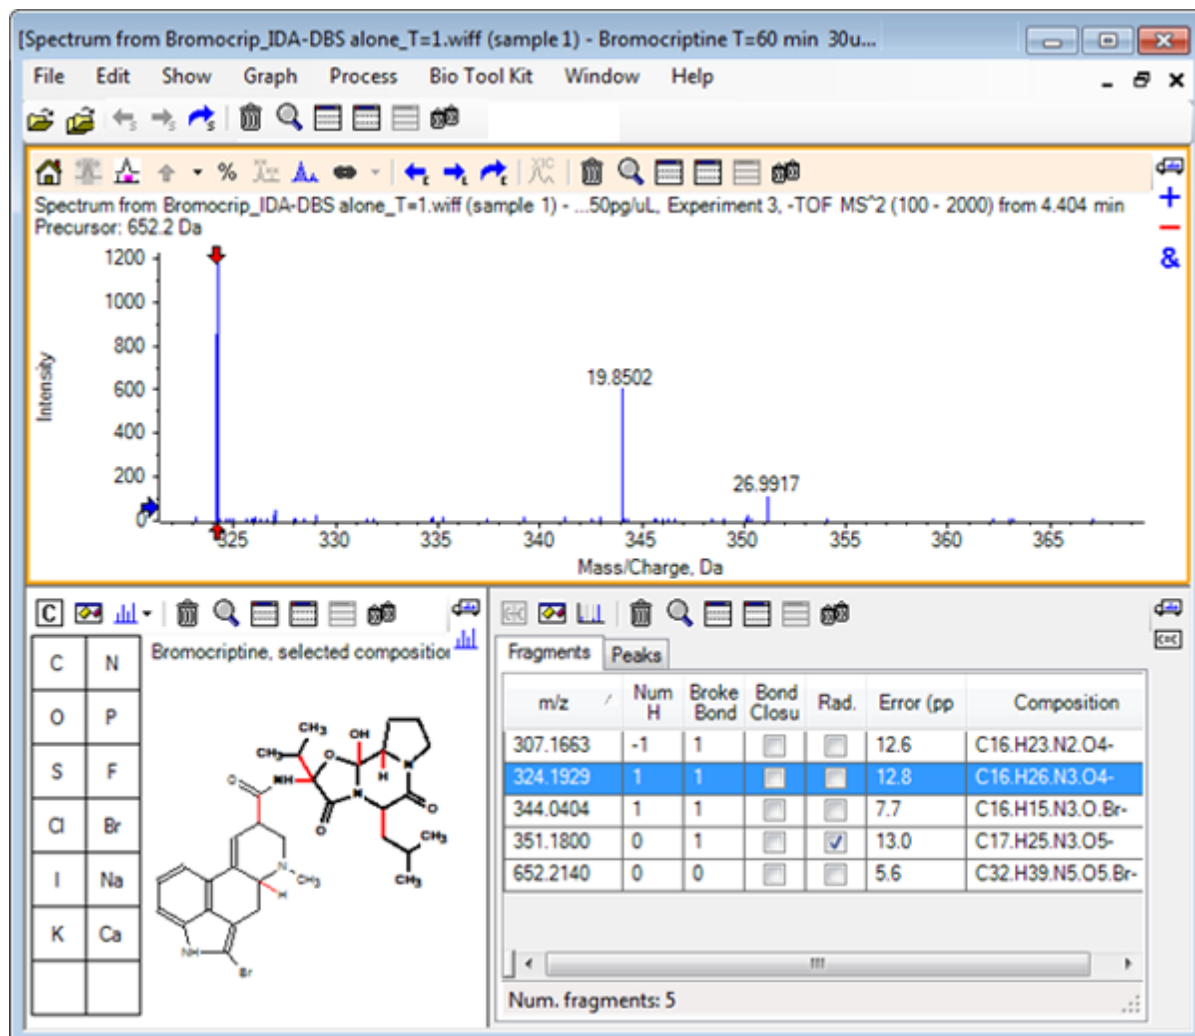 [Spectrum from Bromocrip_IDA-DBS alone_T=1.wiff (sample 1) - Bromocriptine T=60 min 30u...
File Edit Show Graph Process Bio Tool Kit Window Help
%
XIC
Spectrum from Bromocrip_IDA-DBS alone_T=1.wiff (sample 1) - ...50pg/uL, Experiment 3, -TOF MS^2 (100 - 2000) from 4.404 min
Precursor: 652.2 Da
+
&
1200
1000
800
600
400
200
0
Intensity
19.8502
26.9917
325 330 335 340 345 350 355 360 365
Mass/Charge, Da
C
C N
O P
S F
Cl Br
I Na
K Ca
Bromocriptine, selected composition
CH3
CH3
OH
O
NH
N
H
N
O
O
O
CH3
CH3
N
CH3
H
NH
Br
Fragments Peaks
m/z Num H Broke Bond Bond Closu Rad. Error (pp Composition
307.1663 -1 1 12.6 C16.H23.N2.O4-
324.1929 1 1 12.8 C16.H26.N3.O4-
344.0404 1 1 7.7 C16.H15.N3.O.Br-
351.1800 0 1 13.0 C17.H25.N3.O5-
652.2140 0 0 5.6 C32.H39.N5.O5.Br-
Num. fragments: 5